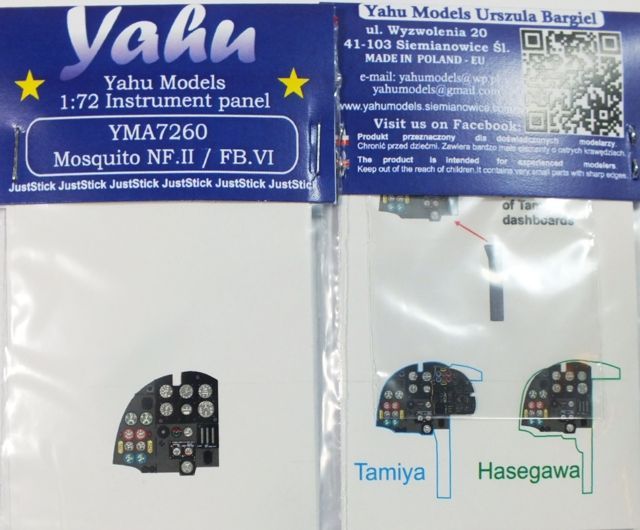 yahu
Yahu Models
1:72 Instrument panel
YMA7260
Mosquito NF.II / FB.VI
JustStick JustStick JustStick JustStick JustStick JustStick
Yahu Models Urszula Bargieł
ul. Wyzwolenia 20
41-103 Siemianowice Śl.
MADE IN POLAND - EU
e-mail: yahumodels@wp.pl
yahumodels@gmail.com
www.yahumodels.siemianowice.com
Visit us on Facebook:
Produkt przeznaczony dla doświadczonych modelarzy.
Chronić przed dziećmi. Zawiera bardzo małe elementy o ostrych krawędziach.
The product is intended for experienced modelers.
Keep out of the reach of children. It contains very small parts with sharp edges.
of
dashboards
Tamiya
Hasegawa